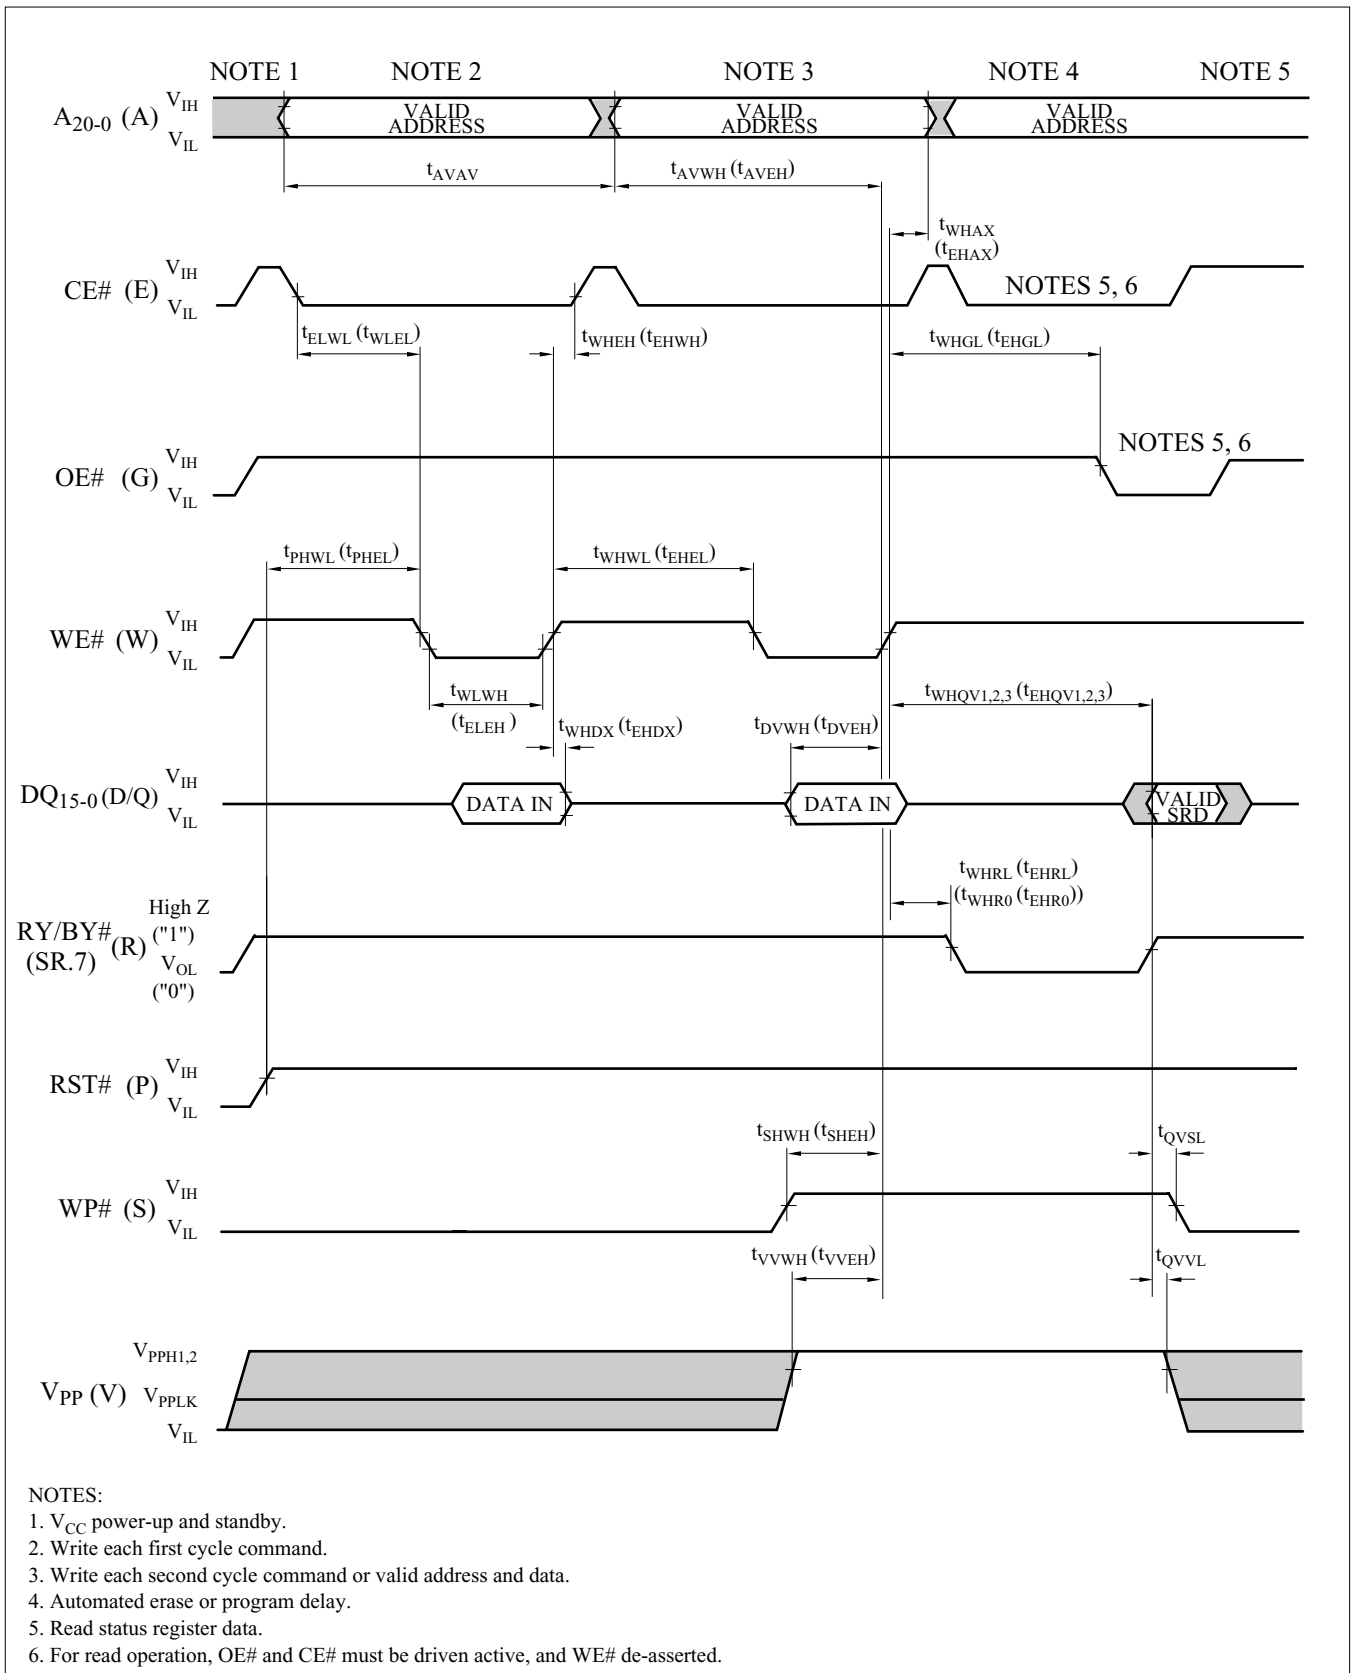 NOTE 1 NOTE 2 NOTE 3 NOTE 4 NOTE 5
A20-0 (A) VIH
VIL
VALID ADDRESS
VALID ADDRESS
VALID ADDRESS
tAVAV
tAVWH (tAVEH)
tWHAX
(tEHAX)
CE# (E) VIH
VIL
NOTES 5, 6
tELWL (tWLEL)
tWHEH (tEHWH)
tWHGL (tEHGL)
OE# (G) VIH
VIL
NOTES 5, 6
tPHWL (tPHEL)
tWHWL (tEHEL)
WE# (W) VIH
VIL
tWLWH
(tELEH )
tWHDX (tEHDX)
tDVWH (tDVEH)
tWHQV1,2,3 (tEHQV1,2,3)
DQ15-0 (D/Q) VIH
VIL
DATA IN
DATA IN
VALID
SRD
tWHRL (tEHRL)
(tWHR0 (tEHR0))
RY/BY#
(SR.7)
(R)
High Z
("1")
VOL
("0")
RST# (P) VIH
VIL
tSHWH (tSHEH)
tQVSL
WP# (S) VIH
VIL
tVVWH (tVVEH)
tQVVL
VPP (V) VPPH1,2
VPPLK
VIL
NOTES:
1. VCC power-up and standby.
2. Write each first cycle command.
3. Write each second cycle command or valid address and data.
4. Automated erase or program delay.
5. Read status register data.
6. For read operation, OE# and CE# must be driven active, and WE# de-asserted.